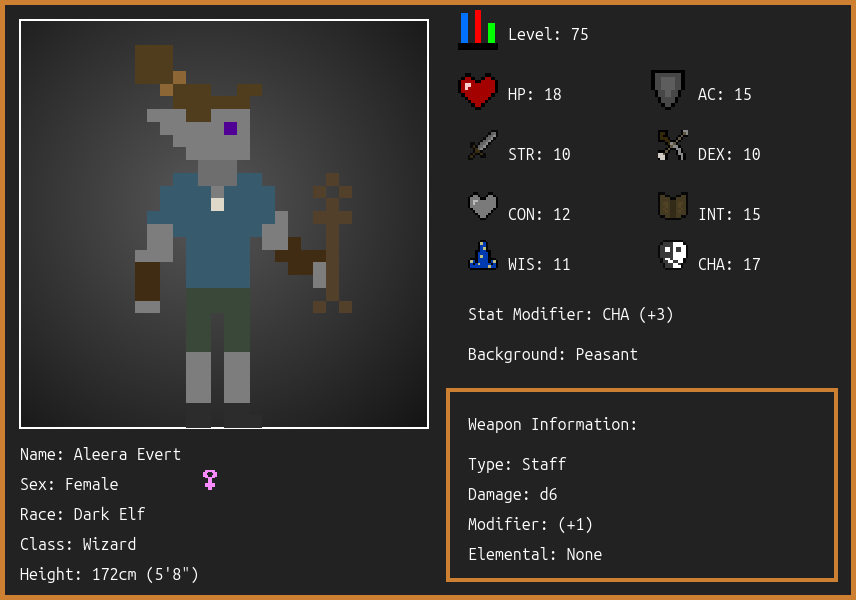 Level: 75
HP: 18
AC: 15
STR: 10
DEX: 10
CON: 12
INT: 15
WIS: 11
CHA: 17
Stat Modifier: CHA (+3)
Background: Peasant
Weapon Information:
Type: Staff
Damage: d6
Modifier: (+1)
Elemental: None
Name: Aleera Evert
Sex: Female
Race: Dark Elf
Class: Wizard
Height: 172cm (5'8")